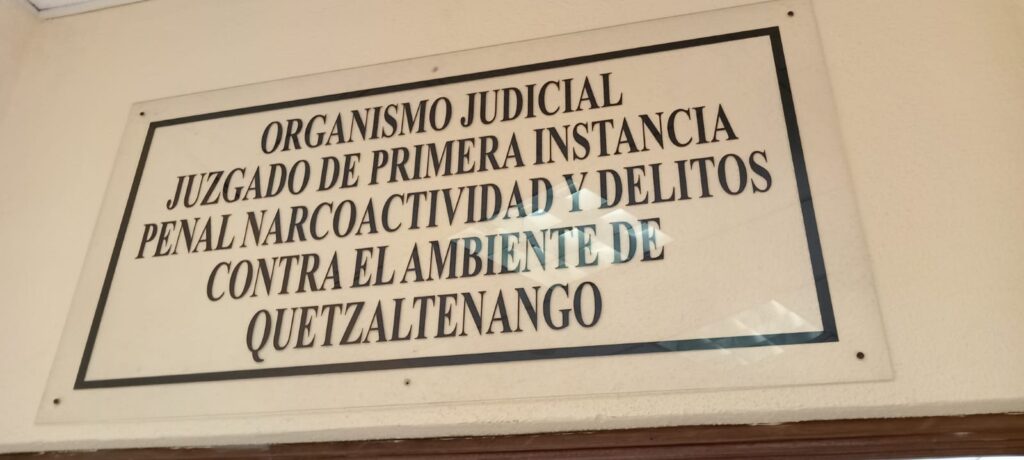 ORGANISMO JUDICIAL
JUZGADO DE PRIMERA INSTANCIA
PENAL NARCOACTIVIDAD Y DELITOS
CONTRA EL AMBIENTE DE
QUETZALTENANGO